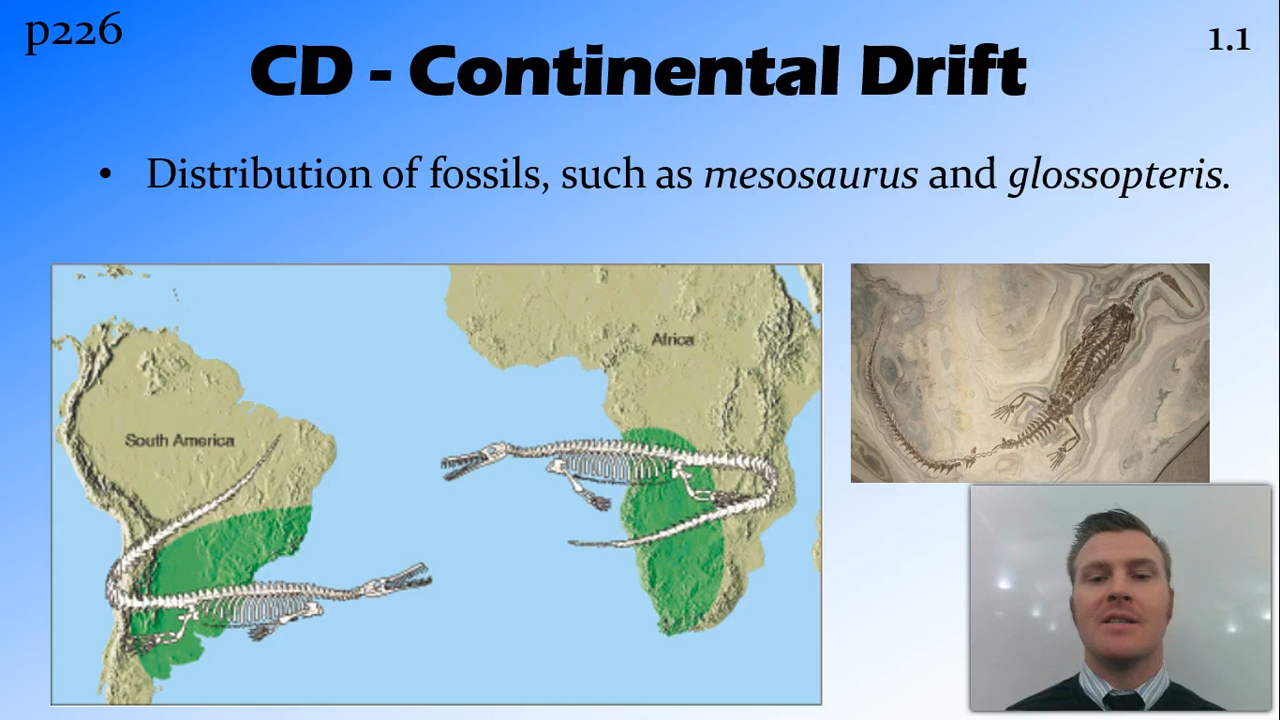 p226
1.1
CD - Continental Drift
• Distribution of fossils, such as mesosaurus and glossopteris.
Africa
South America